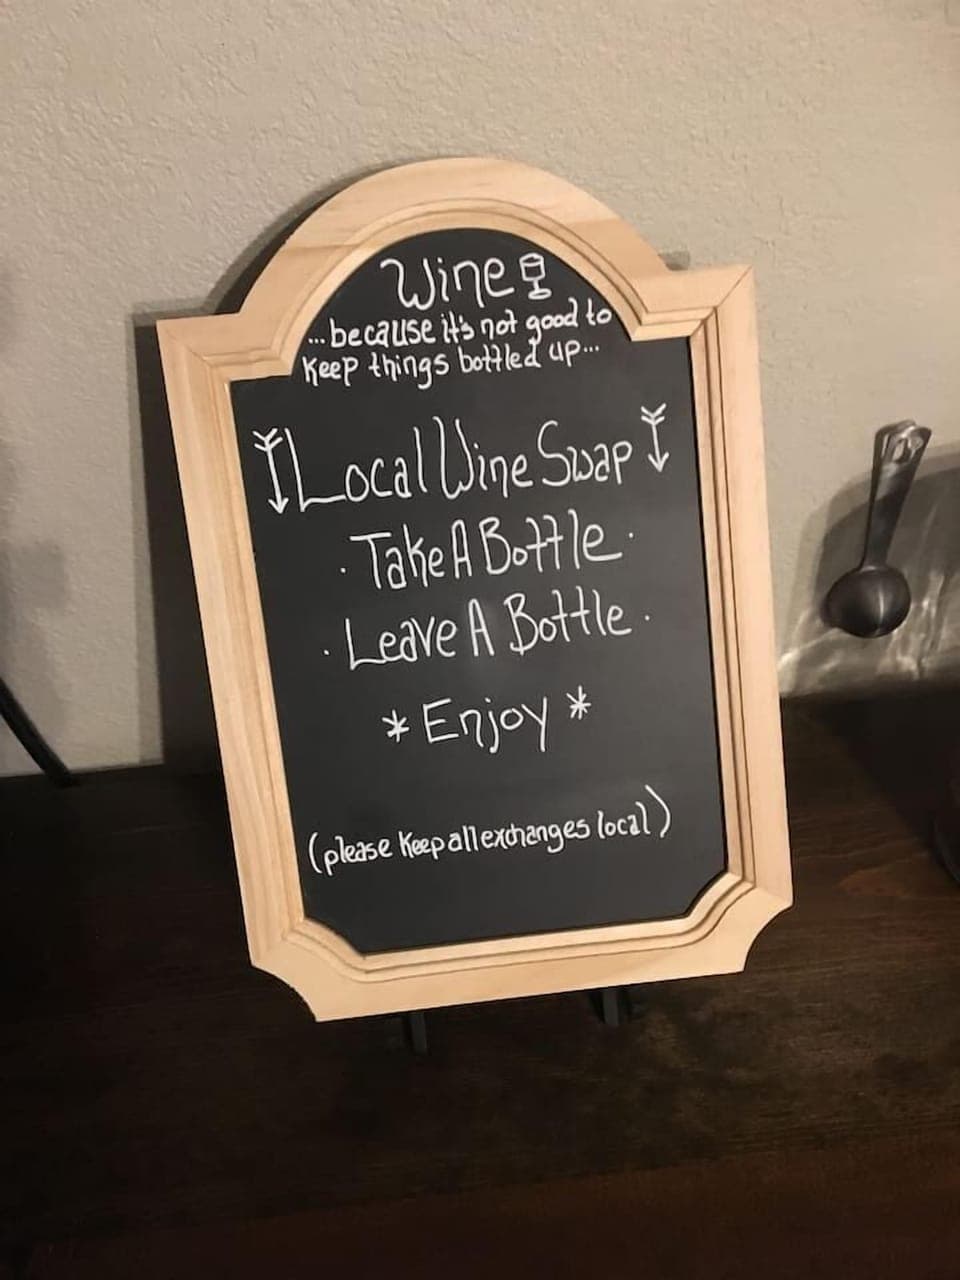 Wine
...because it's not good to
keep things bottled up...
Local Wine Swap
· Take A Bottle ·
· Leave A Bottle ·
* Enjoy *
(please keep all exchanges local)